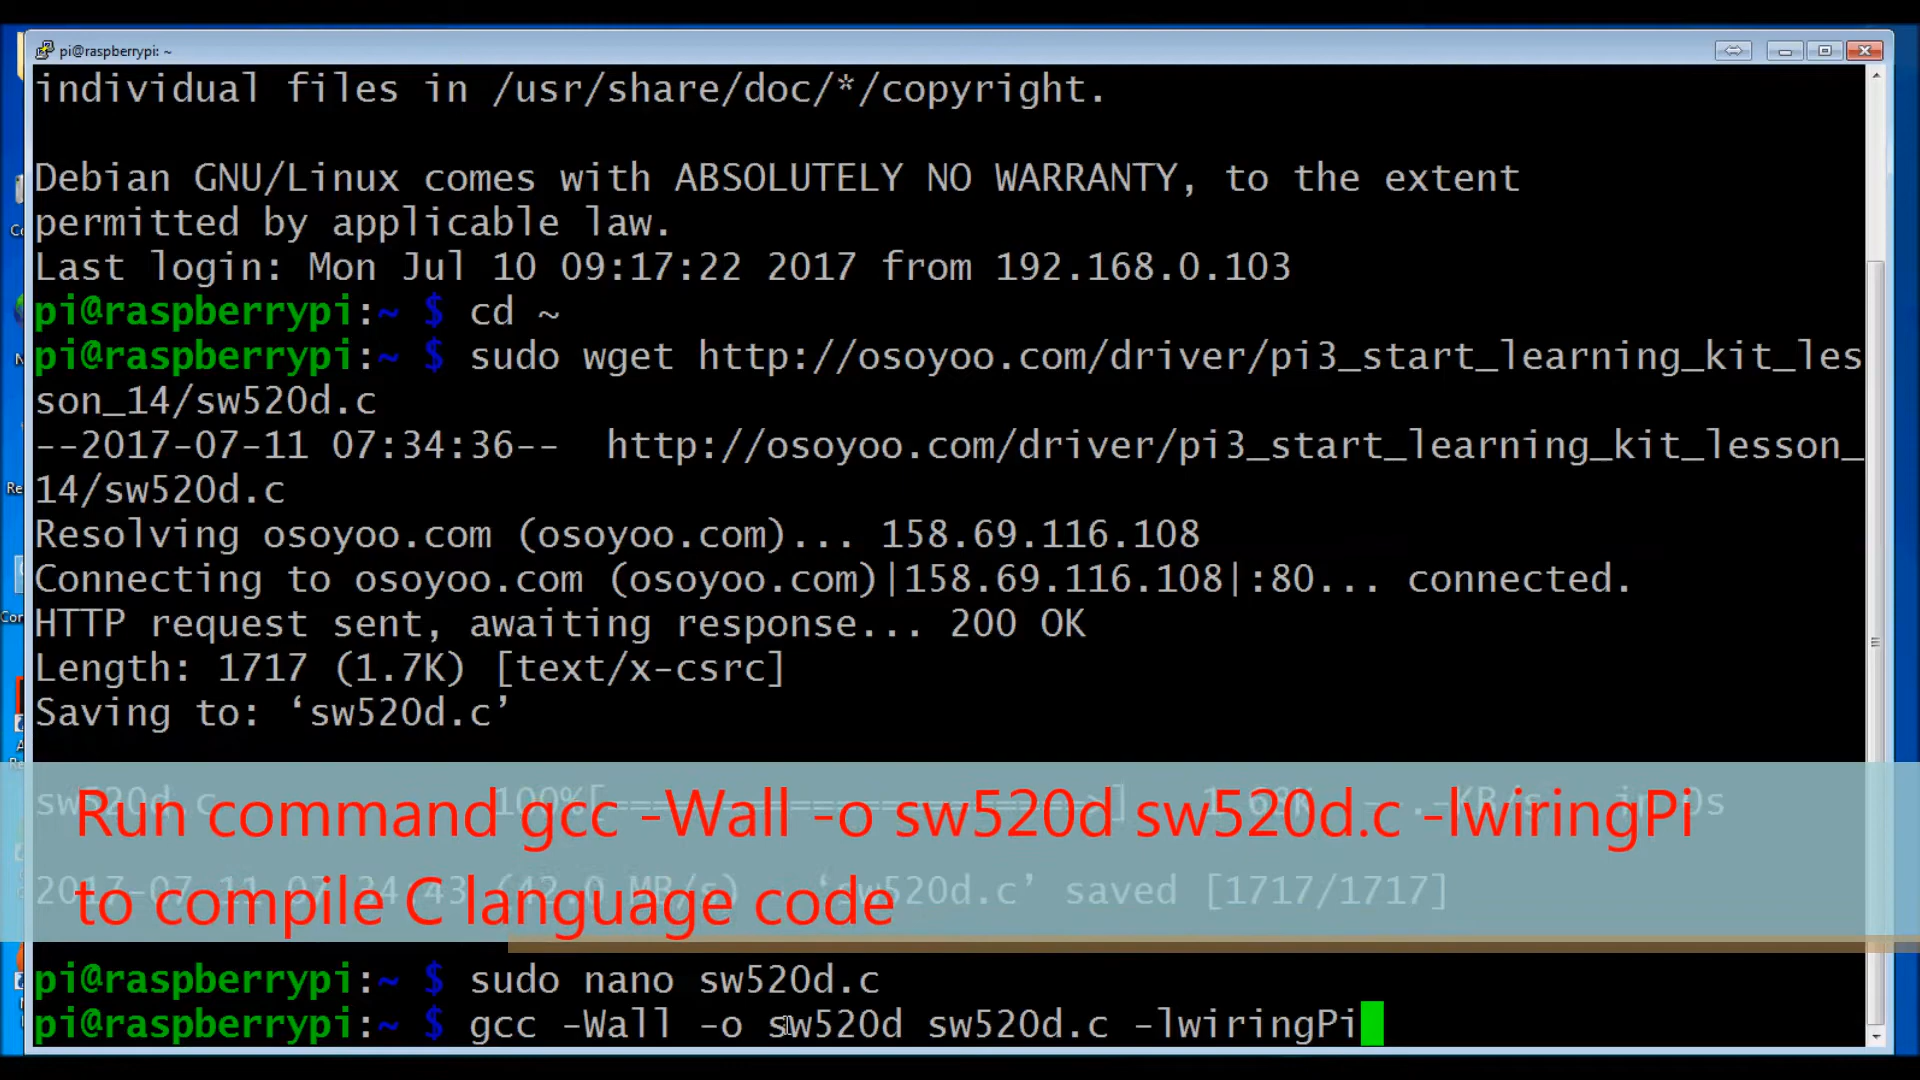 pi@raspberrypi: ~
individual files in /usr/share/doc/*/copyright.
Debian GNU/Linux comes with ABSOLUTELY NO WARRANTY, to the extent
permitted by applicable law.
Last login: Mon Jul 10 09:17:22 2017 from 192.168.0.103
pi@raspberrypi:~ $ cd ~
pi@raspberrypi:~ $ sudo wget http://osoyoo.com/driver/pi3_start_learning_kit_les
son_14/sw520d.c
--2017-07-11 07:34:36--  http://osoyoo.com/driver/pi3_start_learning_kit_lesson_
14/sw520d.c
Resolving osoyoo.com (osoyoo.com)... 158.69.116.108
Connecting to osoyoo.com (osoyoo.com)|158.69.116.108|:80... connected.
HTTP request sent, awaiting response... 200 OK
Length: 1717 (1.7K) [text/x-csrc]
Saving to: ‘sw520d.c’
sw520d.c 100%[
Run command gcc -Wall -o sw520d sw520d.c -lwiringPi
2017-07-11 07:34:43 (42.0 MB/s) - ‘sw520d.c’ saved [1717/1717]
to compile C language code
pi@raspberrypi:~ $ sudo nano sw520d.c
pi@raspberrypi:~ $ gcc -Wall -o sw520d sw520d.c -lwiringPi